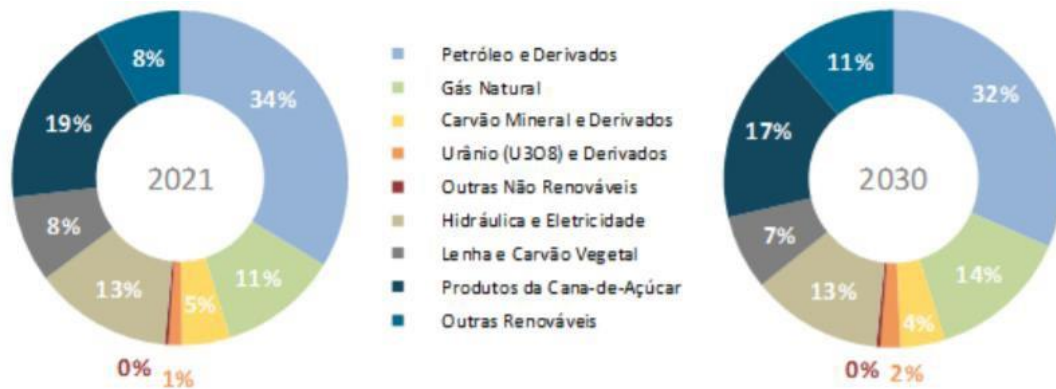 8%
34%
19%
2021
8%
11%
13%
5%
0%
1%
Petróleo e Derivados
Gás Natural
Carvão Mineral e Derivados
Urânio (U3O8) e Derivados
Outras Não Renováveis
Hidráulica e Eletricidade
Lenha e Carvão Vegetal
Produtos da Cana-de-Açúcar
Outras Renováveis
11%
32%
17%
2030
7%
14%
13%
4%
0%
2%